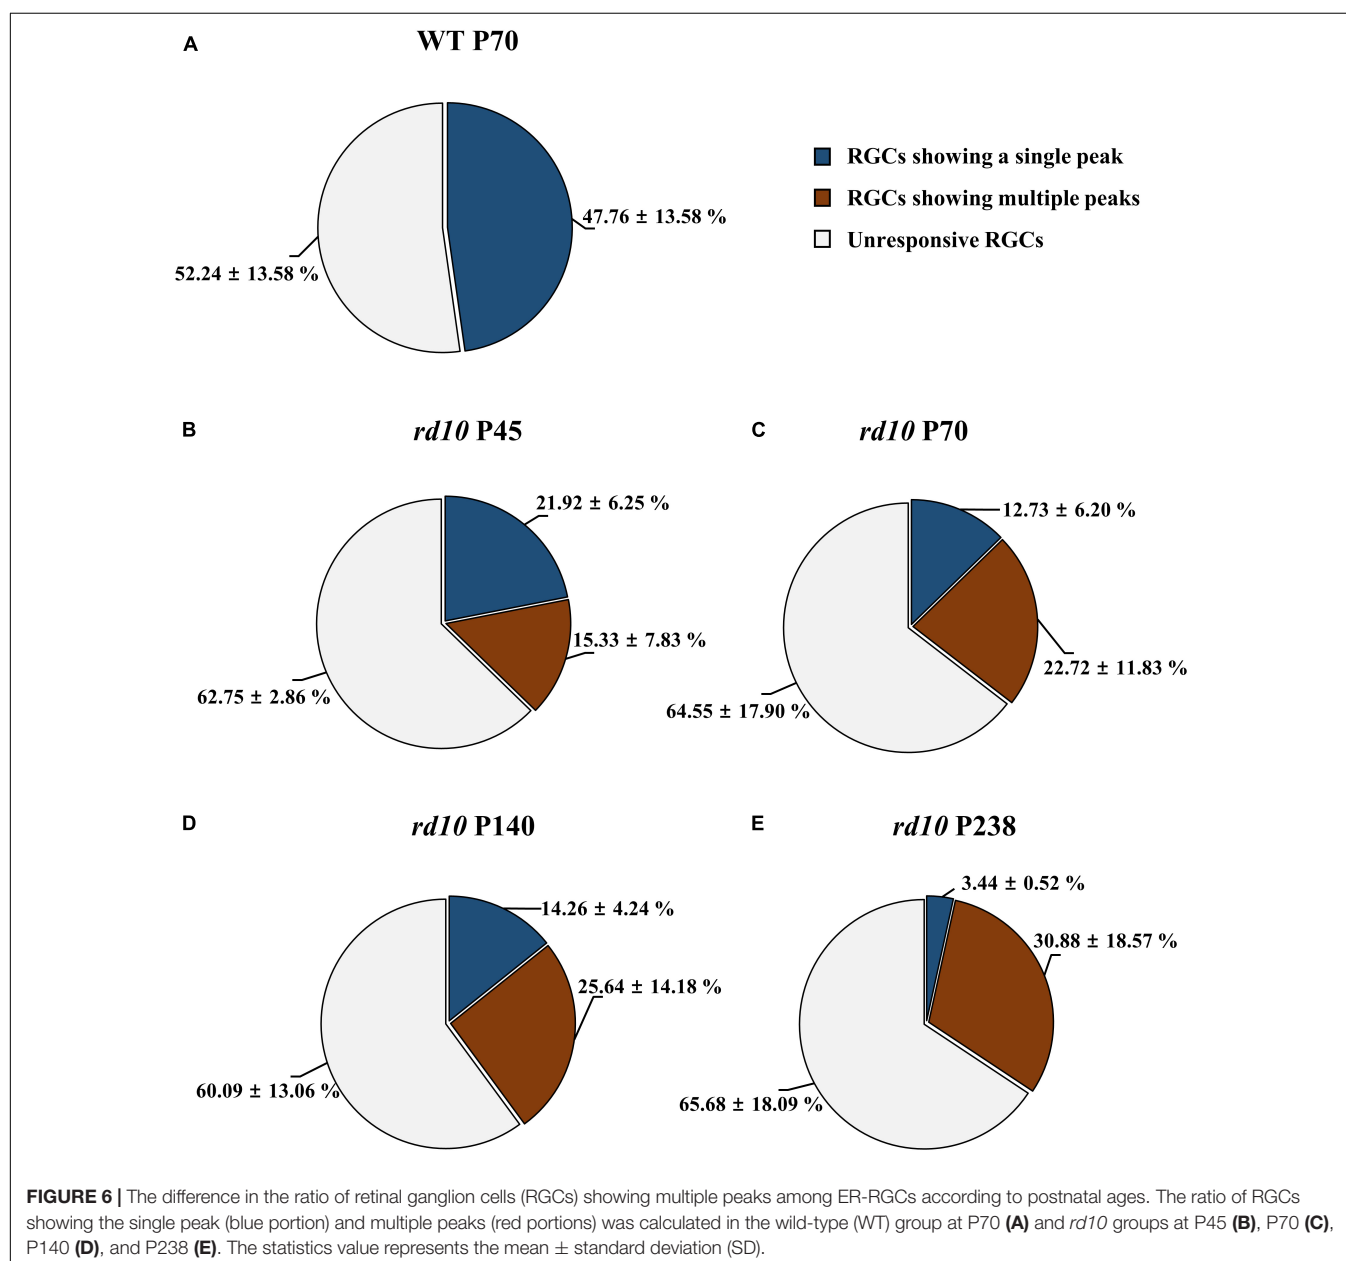 A
WT P70
RGCs showing a single peak
RGCs showing multiple peaks
Unresponsive RGCs
47.76 ± 13.58 %
52.24 ± 13.58 %
B
rd10 P45
21.92 ± 6.25 %
15.33 ± 7.83 %
62.75 ± 2.86 %
C
rd10 P70
12.73 ± 6.20 %
22.72 ± 11.83 %
64.55 ± 17.90 %
D
rd10 P140
14.26 ± 4.24 %
25.64 ± 14.18 %
60.09 ± 13.06 %
E
rd10 P238
3.44 ± 0.52 %
30.88 ± 18.57 %
65.68 ± 18.09 %
FIGURE 6 | The difference in the ratio of retinal ganglion cells (RGCs) showing multiple peaks among ER-RGCs according to postnatal ages. The ratio of RGCs
showing the single peak (blue portion) and multiple peaks (red portions) was calculated in the wild-type (WT) group at P70 (A) and rd10 groups at P45 (B), P70 (C),
P140 (D), and P238 (E). The statistics value represents the mean ± standard deviation (SD).